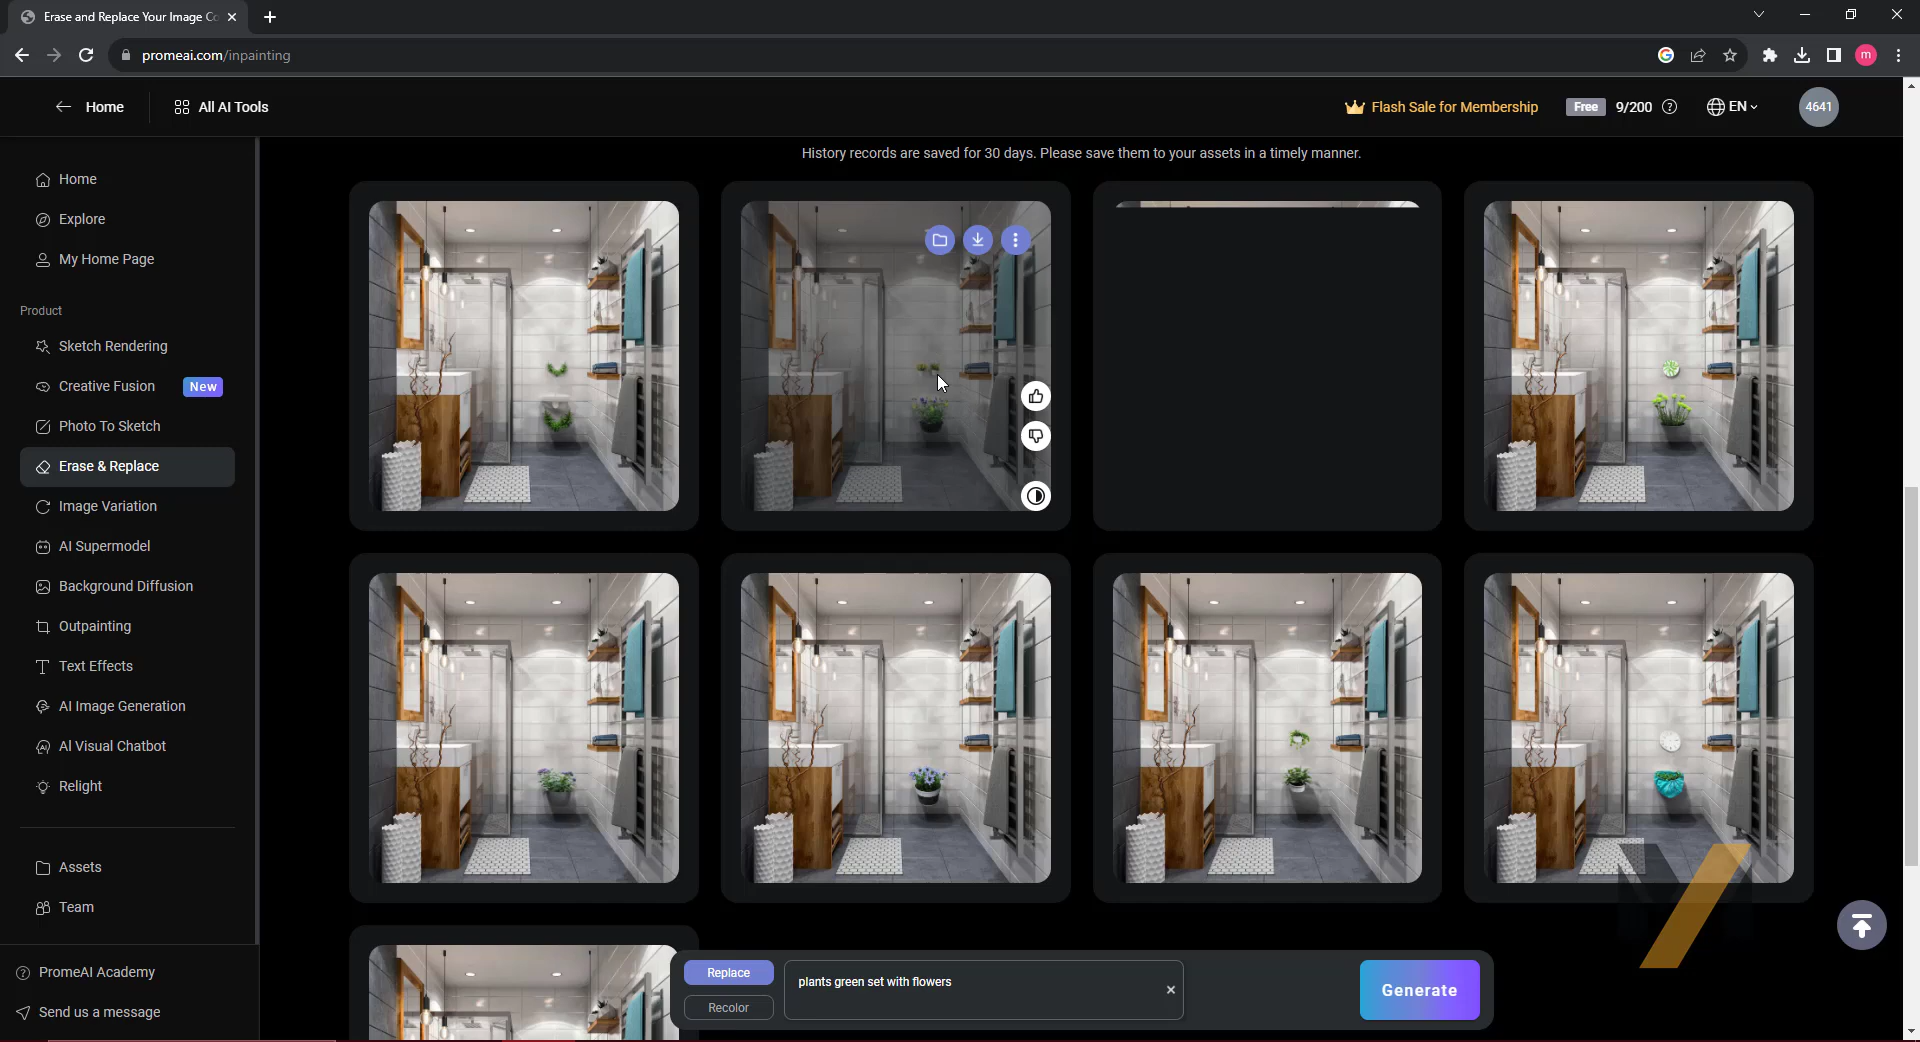 Erase and Replace Your Image Co
promeai.com/inpainting
m
Home
All AI Tools
Flash Sale for Membership
Free
9/200
EN
4641
History records are saved for 30 days. Please save them to your assets in a timely manner.
Home
Explore
My Home Page
Product
Sketch Rendering
Creative Fusion
New
Photo To Sketch
Erase & Replace
Image Variation
AI Supermodel
Background Diffusion
Outpainting
Text Effects
AI Image Generation
AI Visual Chatbot
Relight
Assets
Team
PromeAI Academy
Send us a message
Replace
Recolor
plants green set with flowers
Generate